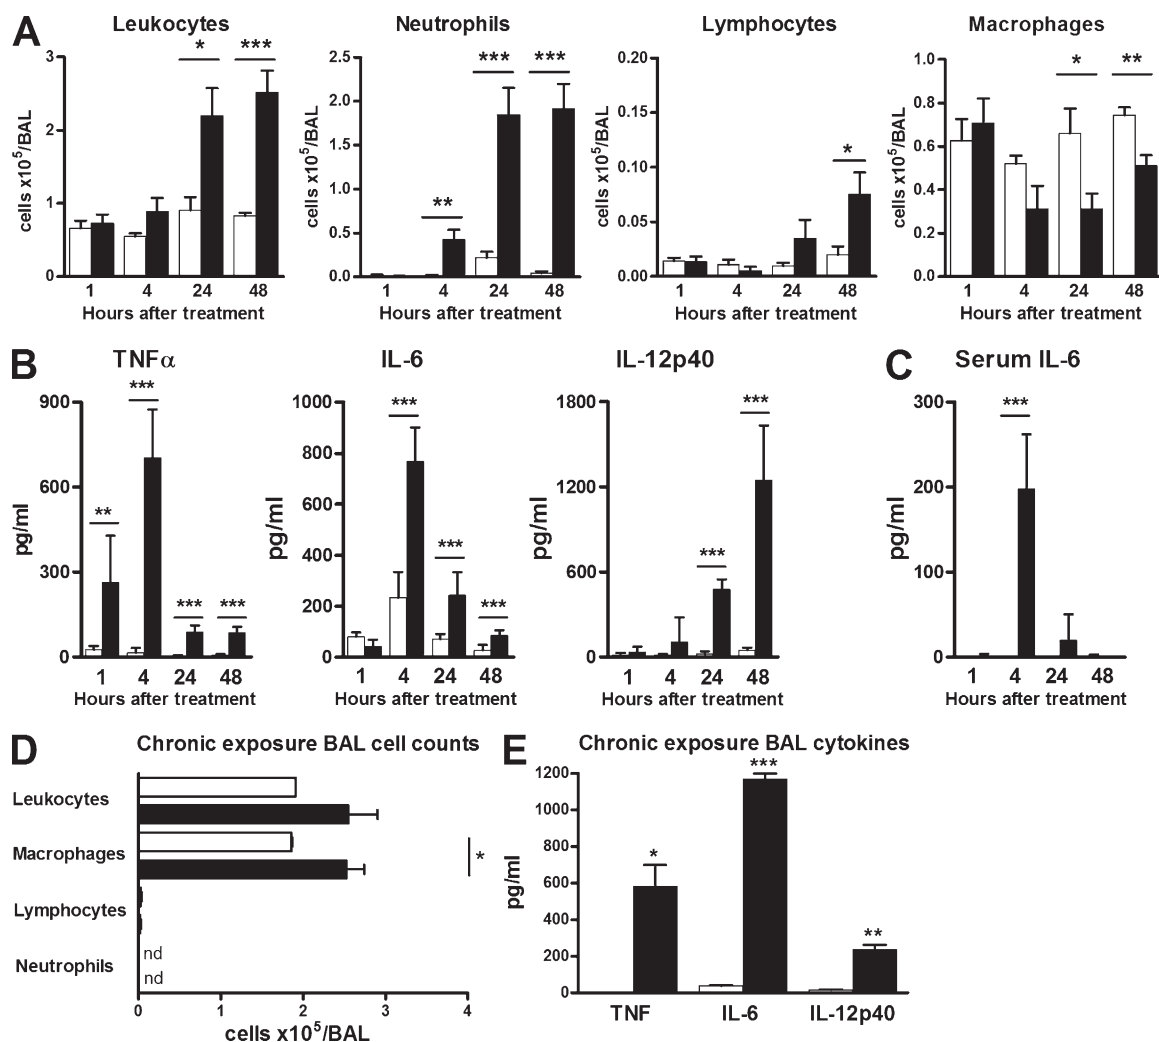 A
Leukocytes
Neutrophils
Lymphocytes
Macrophages
cells x10⁵/BAL
3
2
1
0
* ***
1 4 24 48
Hours after treatment
cells x10⁵/BAL
2.5
2.0
1.5
1.0
0.5
0.0
** *** ***
1 4 24 48
Hours after treatment
cells x10⁵/BAL
0.20
0.15
0.10
0.05
0.00
*
1 4 24 48
Hours after treatment
cells x10⁵/BAL
1.0
0.8
0.6
0.4
0.2
0.0
* **
1 4 24 48
Hours after treatment
B
TNFα
pg/ml
900
600
300
0
** *** *** ***
1 4 24 48
Hours after treatment
IL-6
pg/ml
1000
800
600
400
200
0
*** *** ***
1 4 24 48
Hours after treatment
IL-12p40
pg/ml
1800
1200
600
0
*** ***
1 4 24 48
Hours after treatment
C
Serum IL-6
pg/ml
300
200
100
0
***
1 4 24 48
Hours after treatment
D
Chronic exposure BAL cell counts
Leukocytes
Macrophages
*
Lymphocytes
Neutrophils
nd
nd
0 1 2 3 4
cells x10⁵/BAL
E
Chronic exposure BAL cytokines
pg/ml
1200
1000
800
600
400
200
0
* *** **
TNF IL-6 IL-12p40